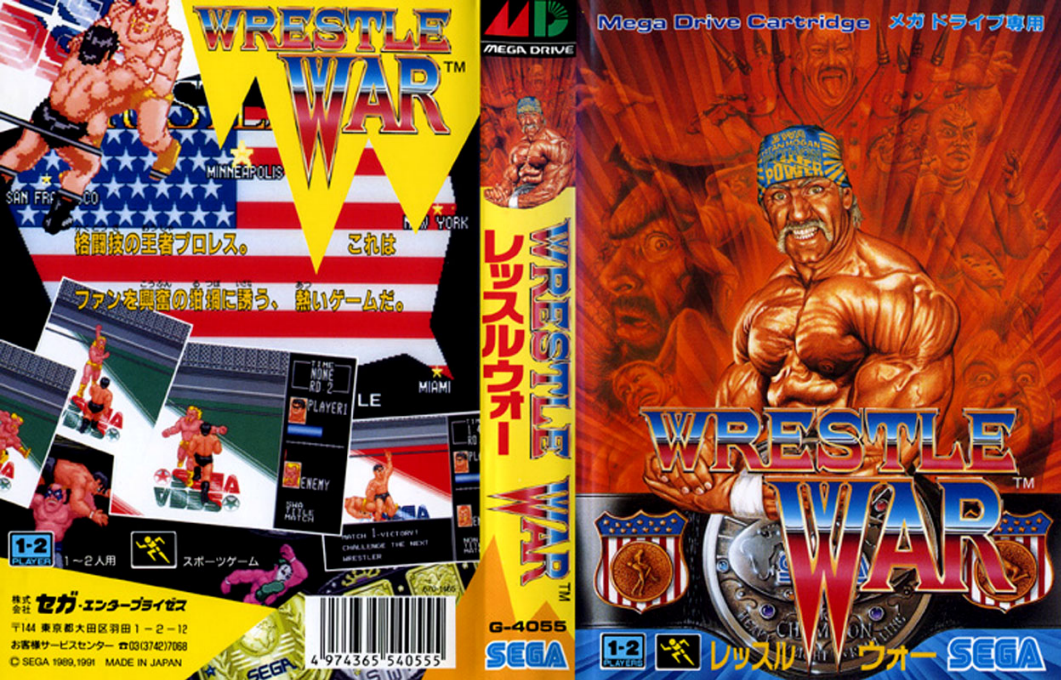 WRESTLE
WAR™
MINNEAPOLIS
SAN FRA CO
YORK
格闘技の王者プロレス。 これは
ファンを興奮の坩堝に誘う、熱いゲームだ。
MIAMI
TIME
NONE
RD 2
PLAYER1
ENEMY
SWA
TITLE
MATCH
SEGA
MATCH 1-VICTORY!
CHALLENGE THE NEXT
WRESTLER
1-2
PLAYER
1〜2人用
スポーツゲーム
株式会社 セガ・エンタープライゼス
〒144 東京都大田区羽田1-2-12
お客様サービスセンター ☎03(3742)7068
© SEGA 1989,1991 MADE IN JAPAN
SEGA
4 974365 540555
MD
MEGA DRIVE
レッスルウォー
WRESTLE WAR™
G-4055
SEGA
Mega Drive Cartridge メガドライブ専用
POWER
WRESTLE
WAR™
CHAMPION
1-2
PLAYERS
レッスル ウォー
SEGA